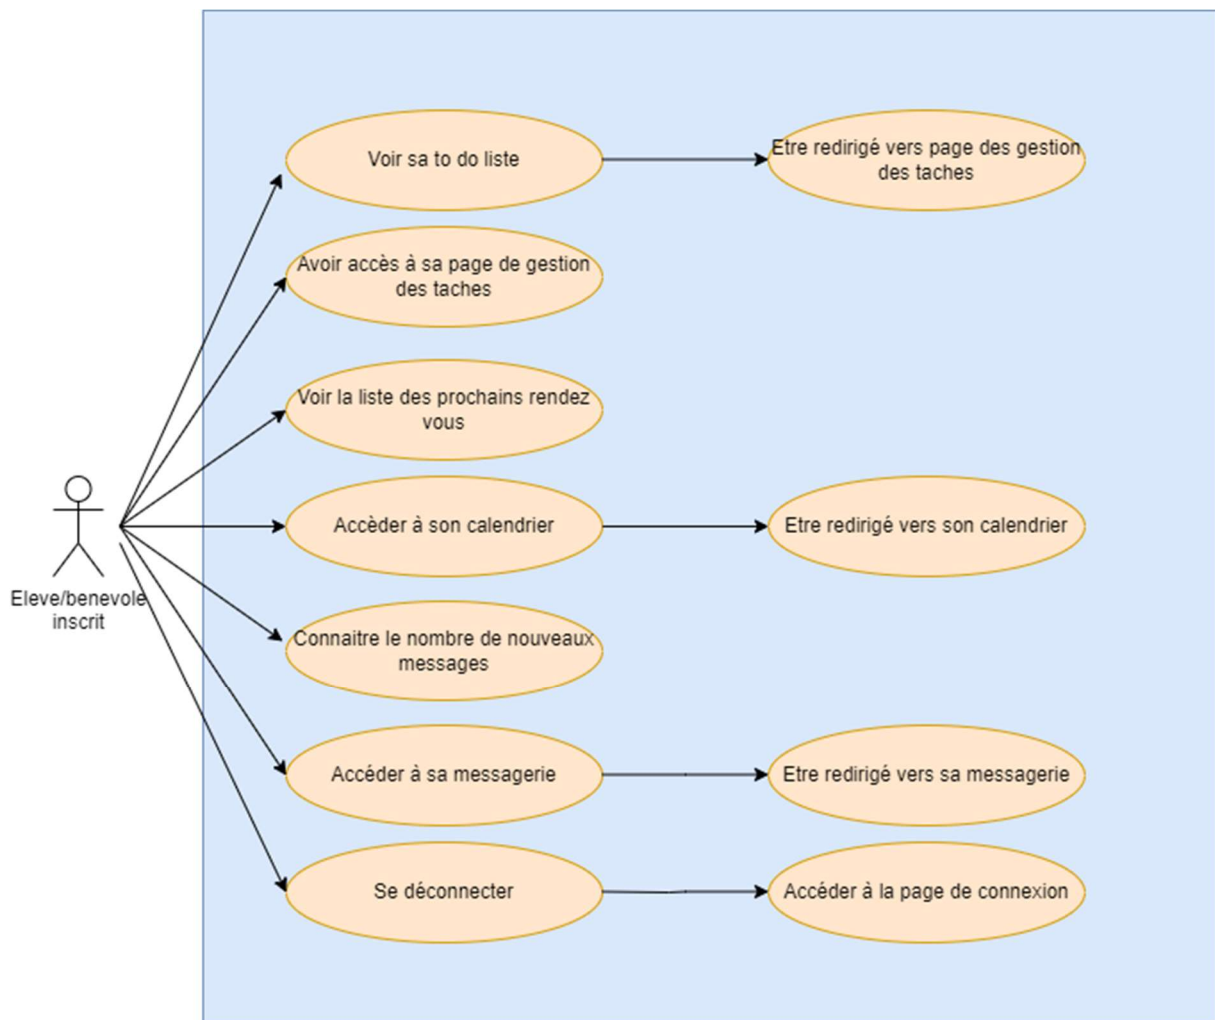 Voir sa to do liste
Etre redirigé vers page des gestion
des taches
Avoir accès à sa page de gestion
des taches
Voir la liste des prochains rendez
vous
Accèder à son calendrier
Etre redirigé vers son calendrier
Eleve/benevole
inscrit
Connaitre le nombre de nouveaux
messages
Accéder à sa messagerie
Etre redirigé vers sa messagerie
Se déconnecter
Accéder à la page de connexion